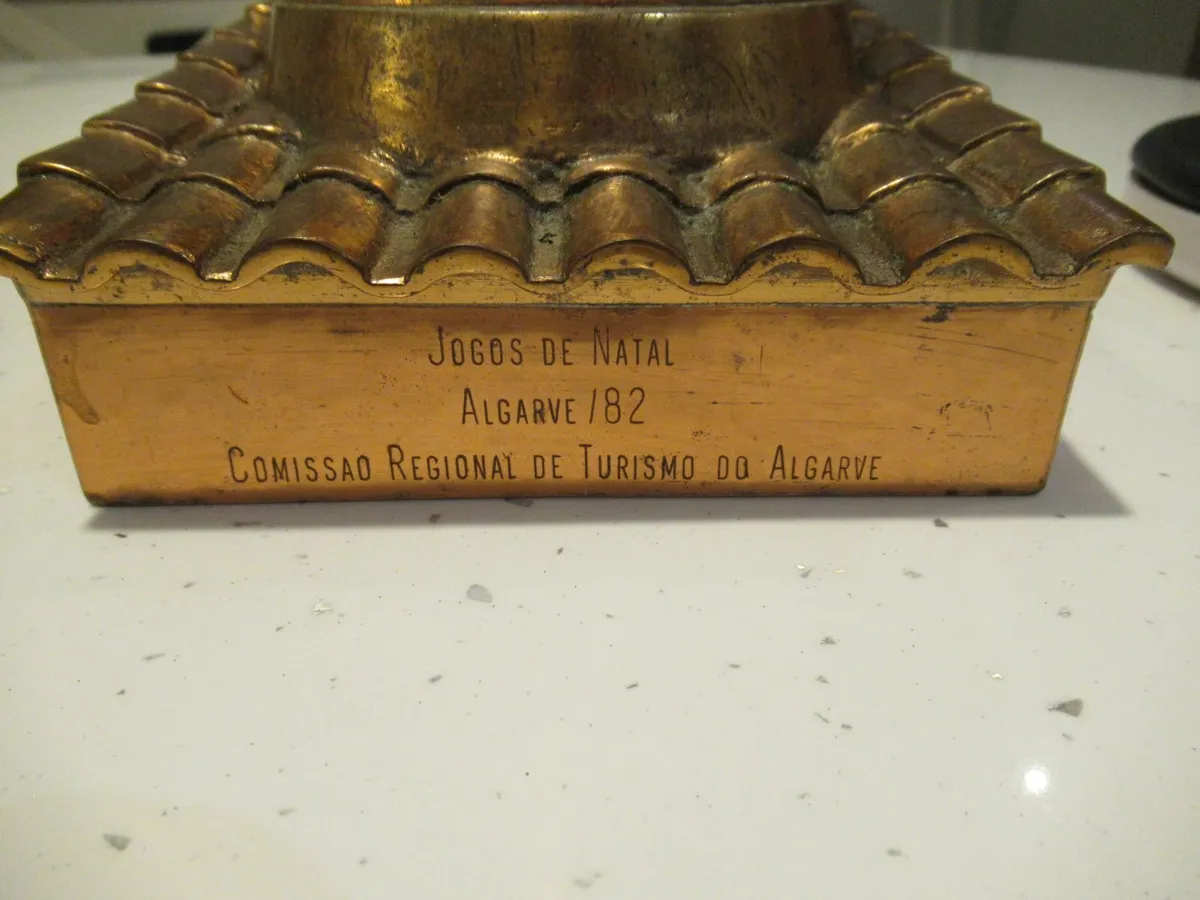 JOGOS DE NATAL
ALGARVE /82
COMISSAO REGIONAL DE TURISMO DO ALGARVE